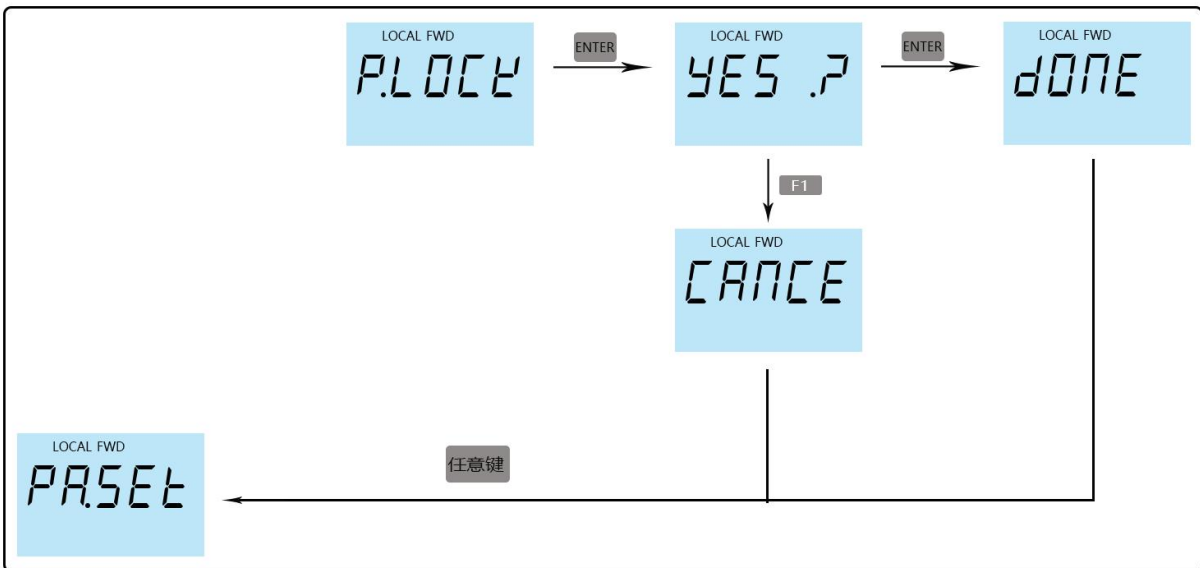 LOCAL FWD
P.LOCK
ENTER
LOCAL FWD
YES .?
ENTER
LOCAL FWD
dONE
F1
LOCAL FWD
CANCE
LOCAL FWD
PA.SEt
任意键